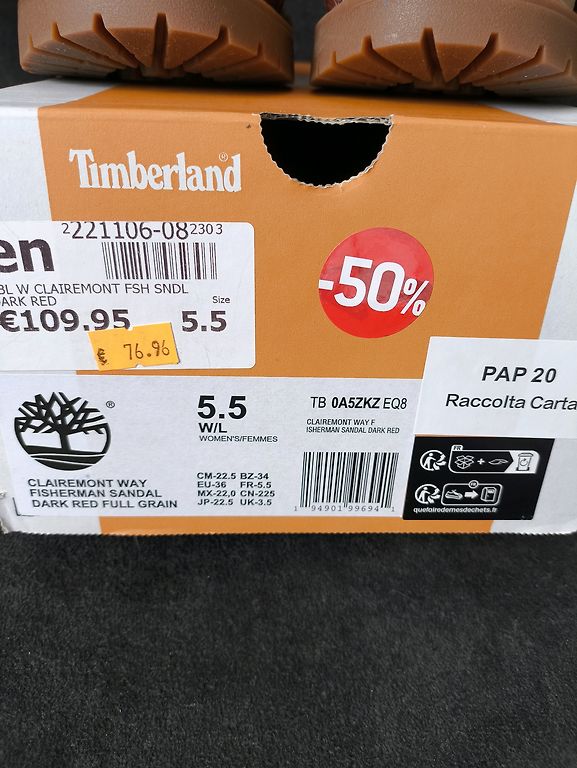 Timberland®
2221106-082303
en
BL W CLAIREMONT FSH SNDL
DARK RED
Size
€109.95 5.5
€ 76.96
-50%
PAP 20
Raccolta Carta
®
5.5
W/L
WOMEN'S/FEMMES
TB 0A5ZKZ EQ8
CLAIREMONT WAY F
ISHERMAN SANDAL DARK RED
CLAIREMONT WAY
FISHERMAN SANDAL
DARK RED FULL GRAIN
CM-22.5 BZ-34
EU-36 FR-5.5
MX-22,0 CN-225
JP-22.5 UK-3.5
1 94901 99694 1
FR
FR
quefairedemesdechets.fr